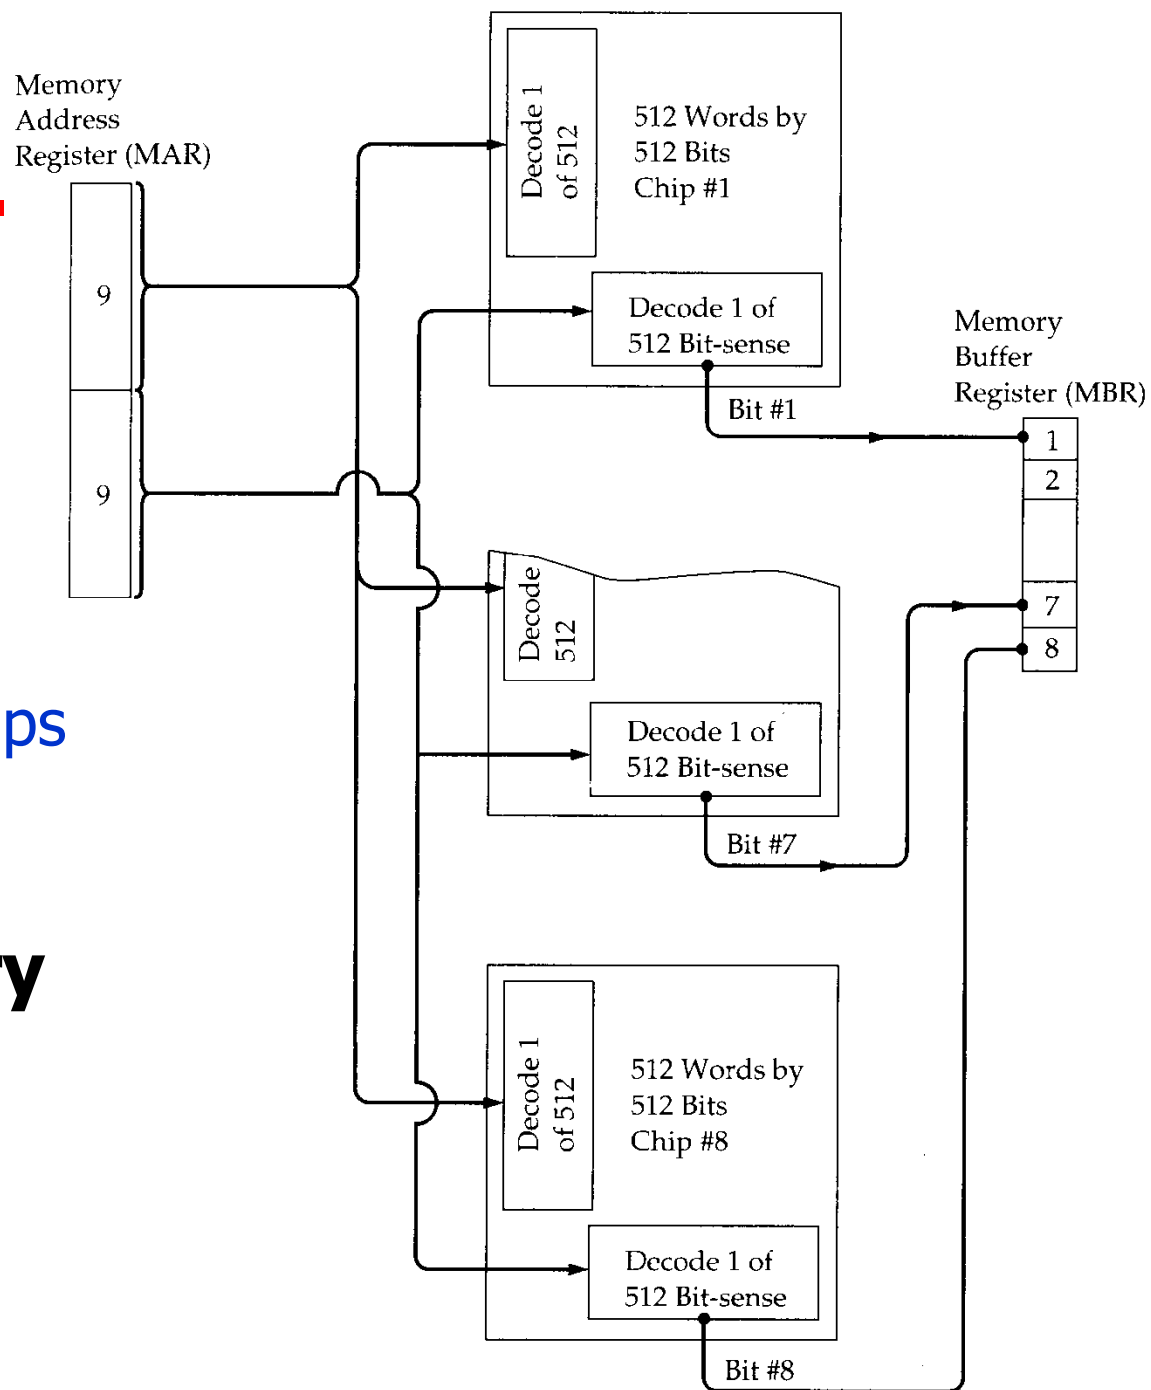 Memory
Address
Register (MAR)
9
9
Decode 1
of 512
512 Words by
512 Bits
Chip #1
Decode 1 of
512 Bit-sense
Bit #1
Memory
Buffer
Register (MBR)
1
2
7
8
Decode
512
Decode 1 of
512 Bit-sense
Bit #7
ps
ry
Decode 1
of 512
512 Words by
512 Bits
Chip #8
Decode 1 of
512 Bit-sense
Bit #8